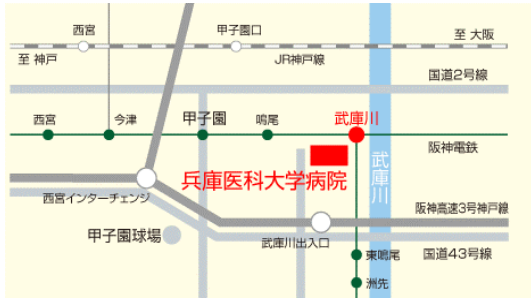 西宮
甲子園口
至 大阪
至 神戸
JR神戸線
国道2号線
西宮
今津
甲子園
鳴尾
武庫川
阪神電鉄
武庫川
兵庫医科大学病院
西宮インターチェンジ
阪神高速3号神戸線
甲子園球場
武庫川出入口
東鳴尾
国道43号線
洲先